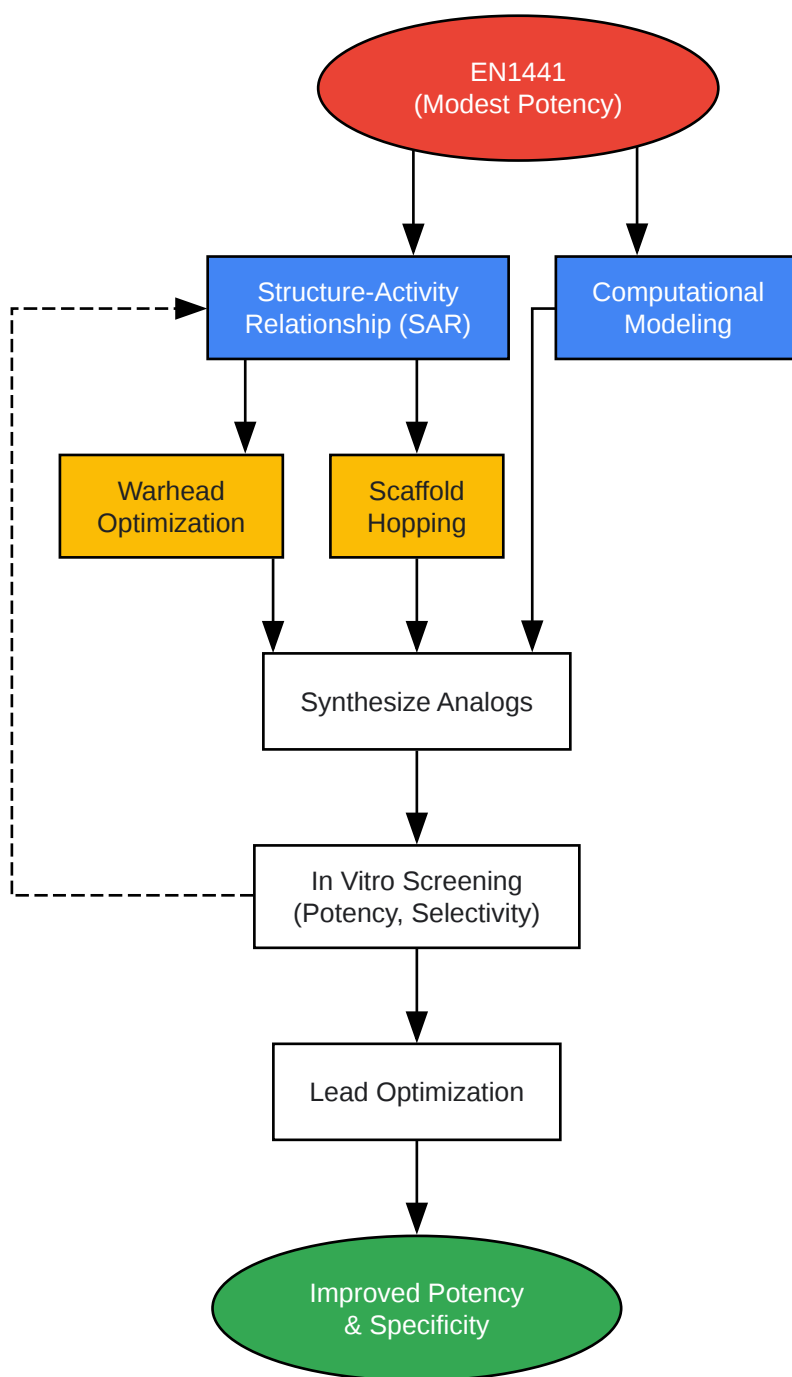 EN1441
(Modest Potency)
Structure-Activity
Relationship (SAR)
Computational
Modeling
Warhead
Optimization
Scaffold
Hopping
Synthesize Analogs
In Vitro Screening
(Potency, Selectivity)
Lead Optimization
Improved Potency
& Specificity